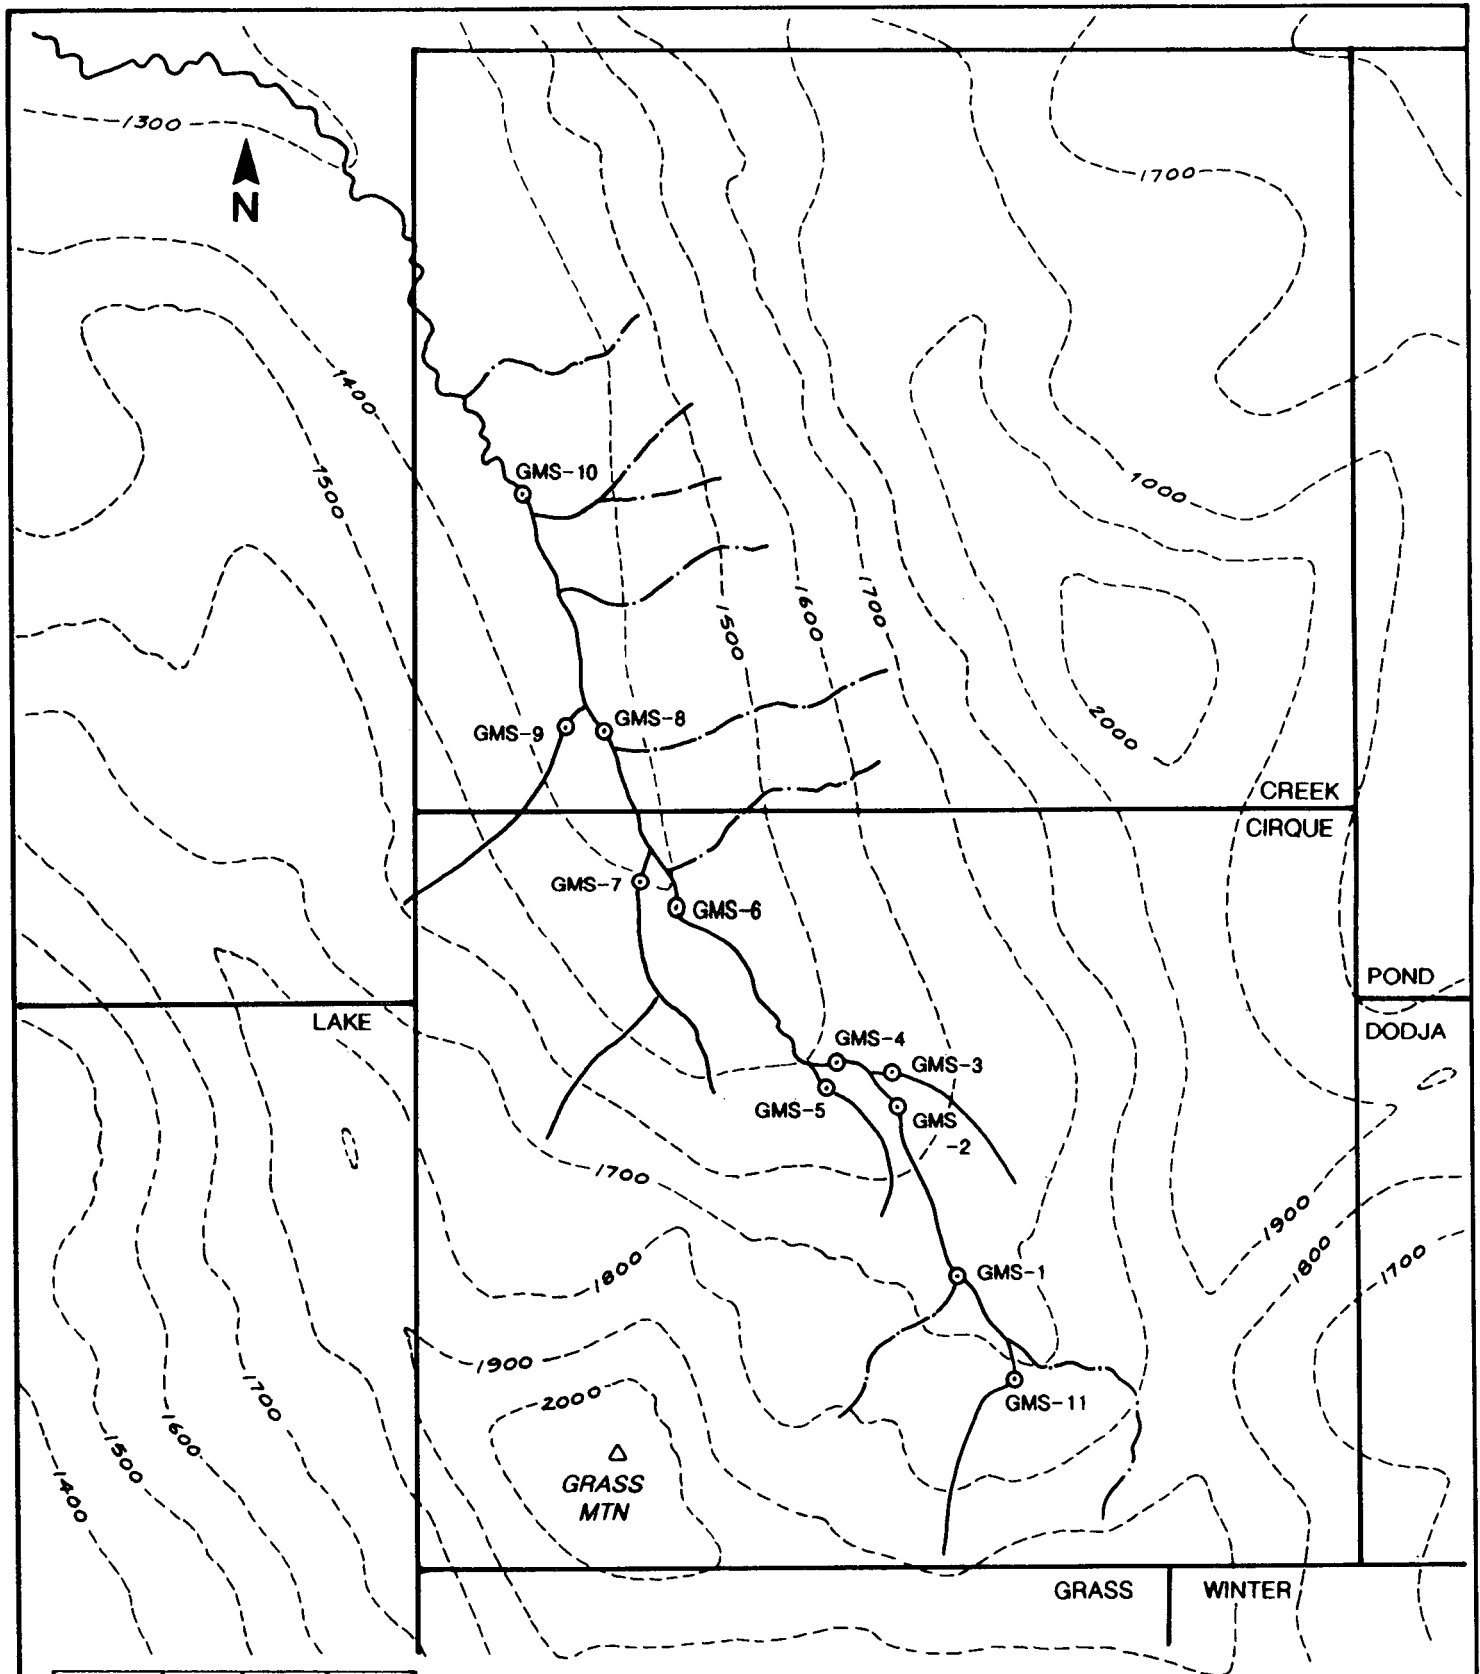 1300
N
1700
1400
1500
GMS-10
1000
1500
1600
1700
GMS-9
GMS-8
2000
CREEK
CIRQUE
GMS-7
GMS-6
POND
LAKE
DODJA
GMS-4
GMS-3
GMS-5
GMS
-2
1700
1900
1800
1700
1800
GMS-1
1900
2000
GMS-11
1700
1600
1500
1400
GRASS
MTN
GRASS
WINTER